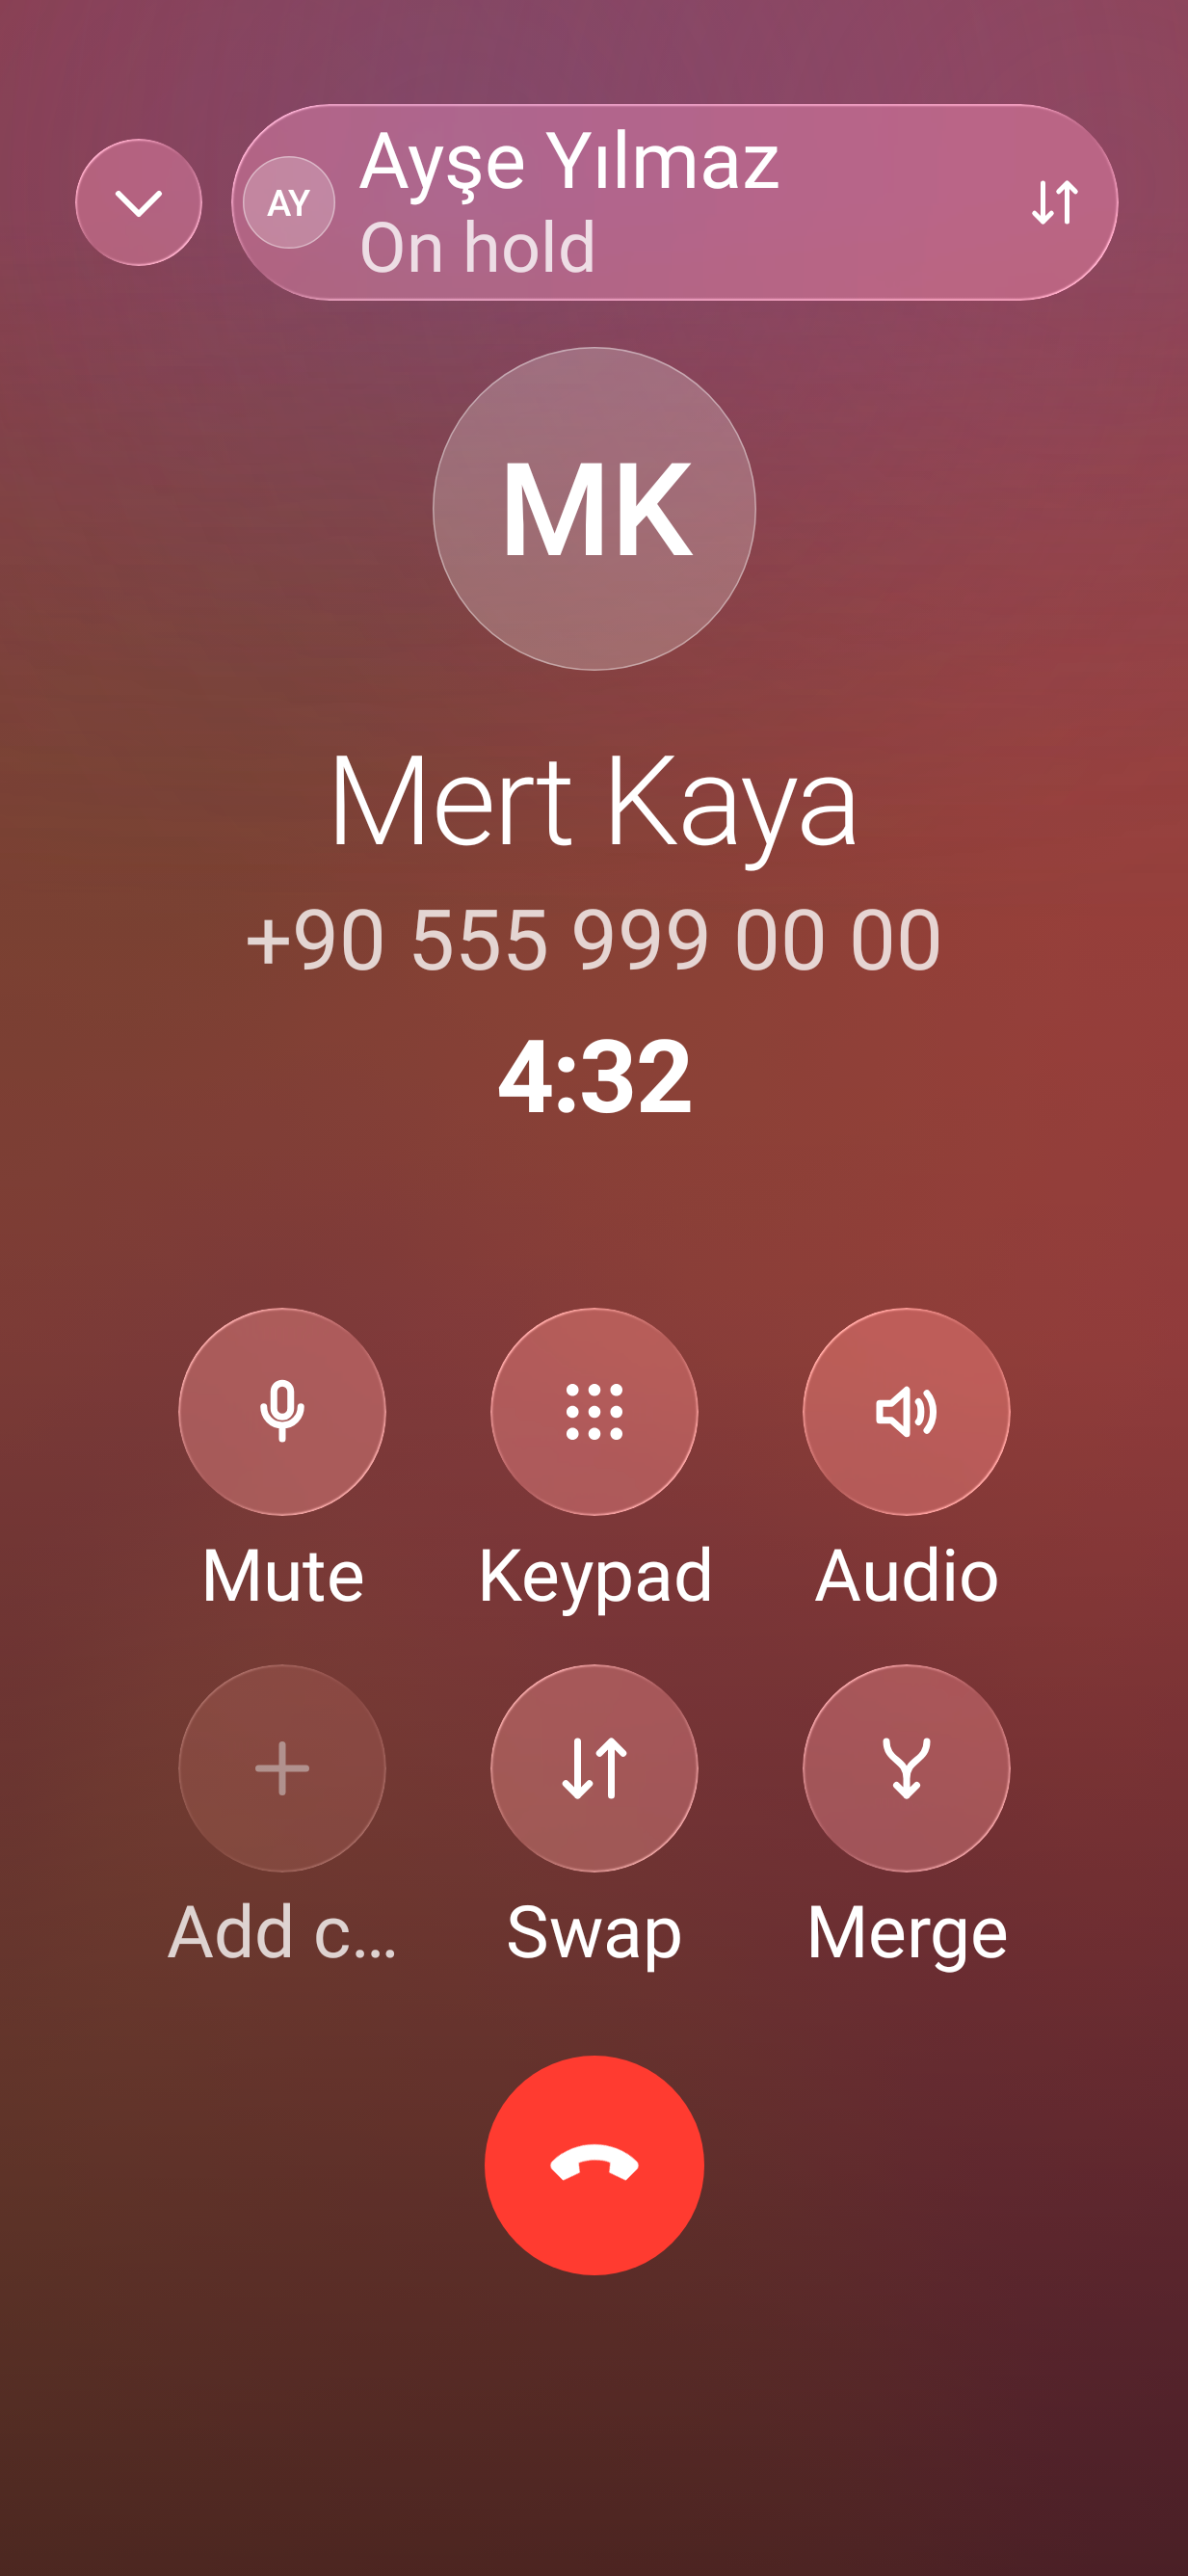 AY
Ayşe Yılmaz
On hold
MK
Mert Kaya
+90 555 999 00 00
4:32
Mute
Keypad
Audio
Add c...
Swap
Merge